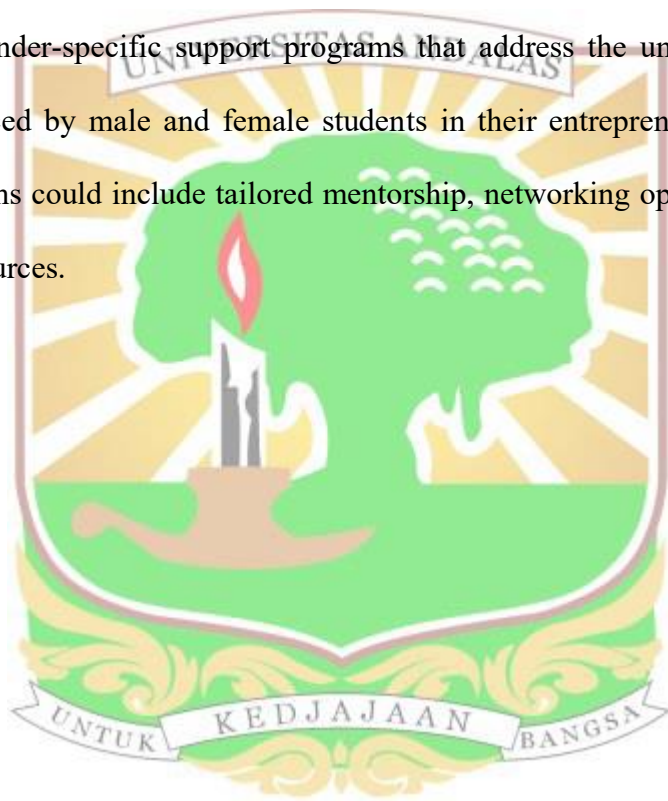 UNIVERSITAS ANDALAS
nder-specific support programs that address the un
ed by male and female students in their entrepren
ns could include tailored mentorship, networking op
urces.
UNTUK KEDJAJAAN BANGSA